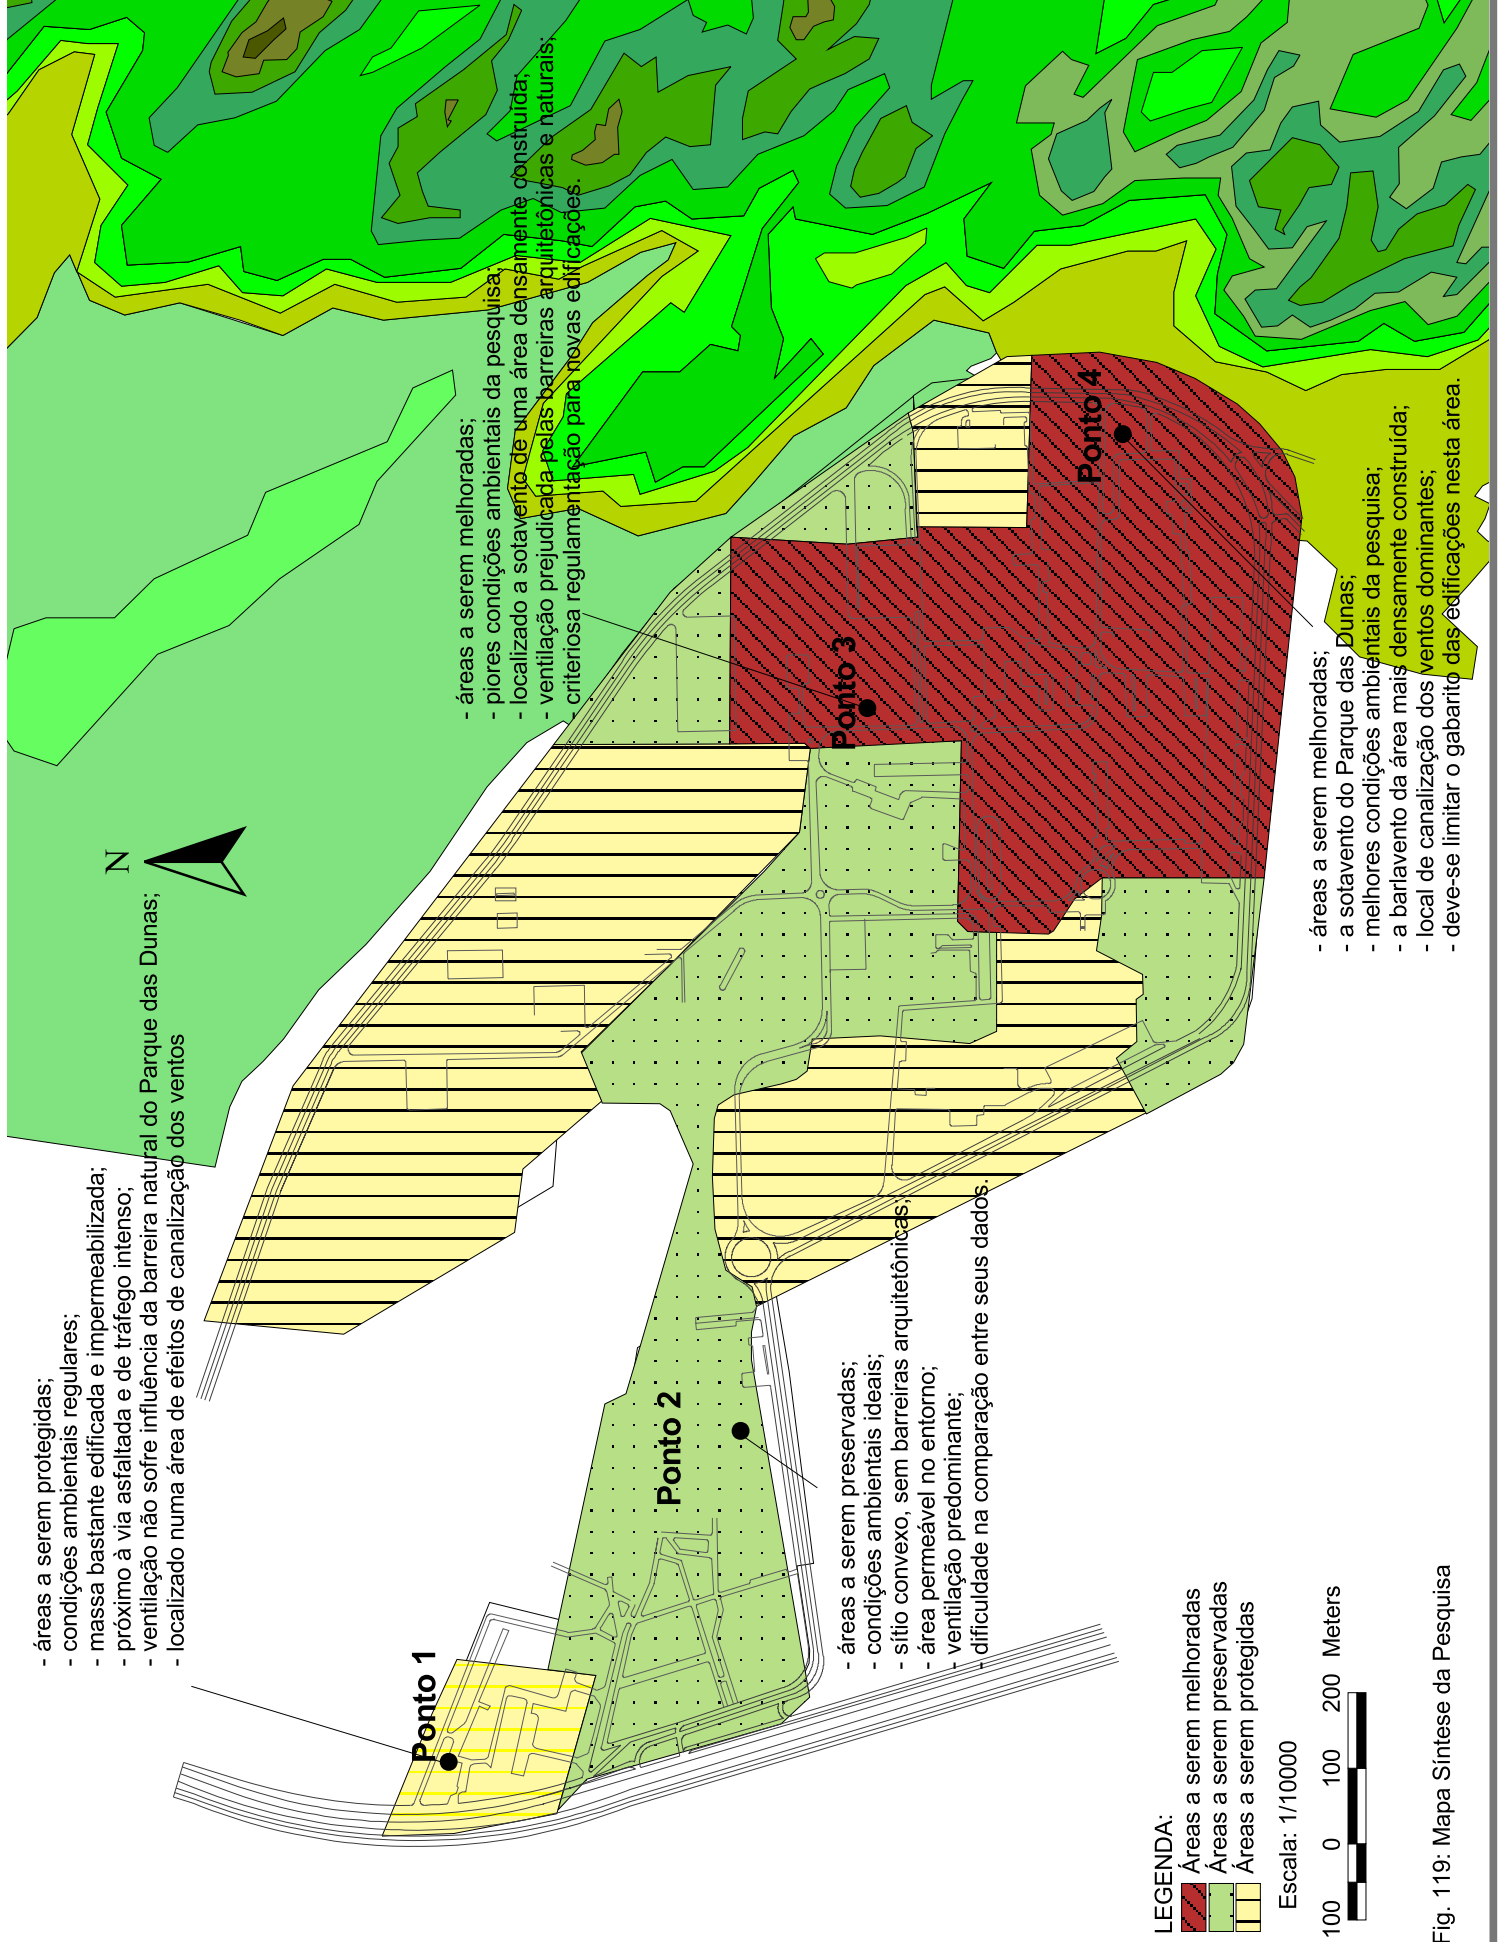 - áreas a serem protegidas;
- condições ambientais regulares;
- massa bastante edificada e impermeabilizada;
- próximo à via asfaltada e de tráfego intenso;
- ventilação não sofre influência da barreira natural do Parque das Dunas;
- localizado numa área de efeitos de canalização dos ventos
N
- áreas a serem melhoradas;
- piores condições ambientais da pesquisa;
- localizado a sotavento de uma área densamente construída;
- ventilação prejudicada pelas barreiras arquitetônicas e naturais;
- criteriosa regulamentação para novas edificações.
Ponto 1
Ponto 2
Ponto 3
Ponto 4
- áreas a serem preservadas;
- condições ambientais ideais;
- sítio convexo, sem barreiras arquitetônicas;
- área permeável no entorno;
- ventilação predominante;
- dificuldade na comparação entre seus dados.
- áreas a serem melhoradas;
- a sotavento do Parque das Dunas;
- melhores condições ambientais da pesquisa;
- a barlavento da área mais densamente construída;
- local de canalização dos ventos dominantes;
- deve-se limitar o gabarito das edificações nesta área.
LEGENDA:
Áreas a serem melhoradas
Áreas a serem preservadas
Áreas a serem protegidas
Escala: 1/10000
100 0 100 200 Meters
Fig. 119: Mapa Síntese da Pesquisa